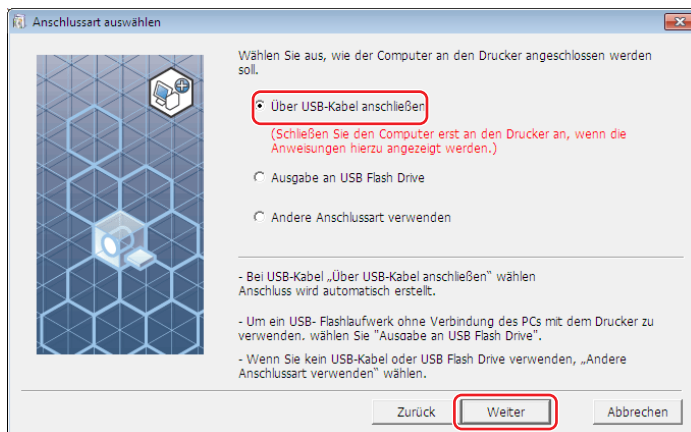 Anschlussart auswählen
Wählen Sie aus, wie der Computer an den Drucker angeschlossen werden
soll.
Über USB-Kabel anschließen
(Schließen Sie den Computer erst an den Drucker an, wenn die
Anweisungen hierzu angezeigt werden.)
Ausgabe an USB Flash Drive
Andere Anschlussart verwenden
- Bei USB-Kabel „Über USB-Kabel anschließen“ wählen
Anschluss wird automatisch erstellt.
- Um ein USB- Flashlaufwerk ohne Verbindung des PCs mit dem Drucker zu
verwenden. wählen Sie "Ausgabe an USB Flash Drive".
- Wenn Sie kein USB-Kabel oder USB Flash Drive verwenden, „Andere
Anschlussart verwenden“ wählen.
Zurück Weiter Abbrechen